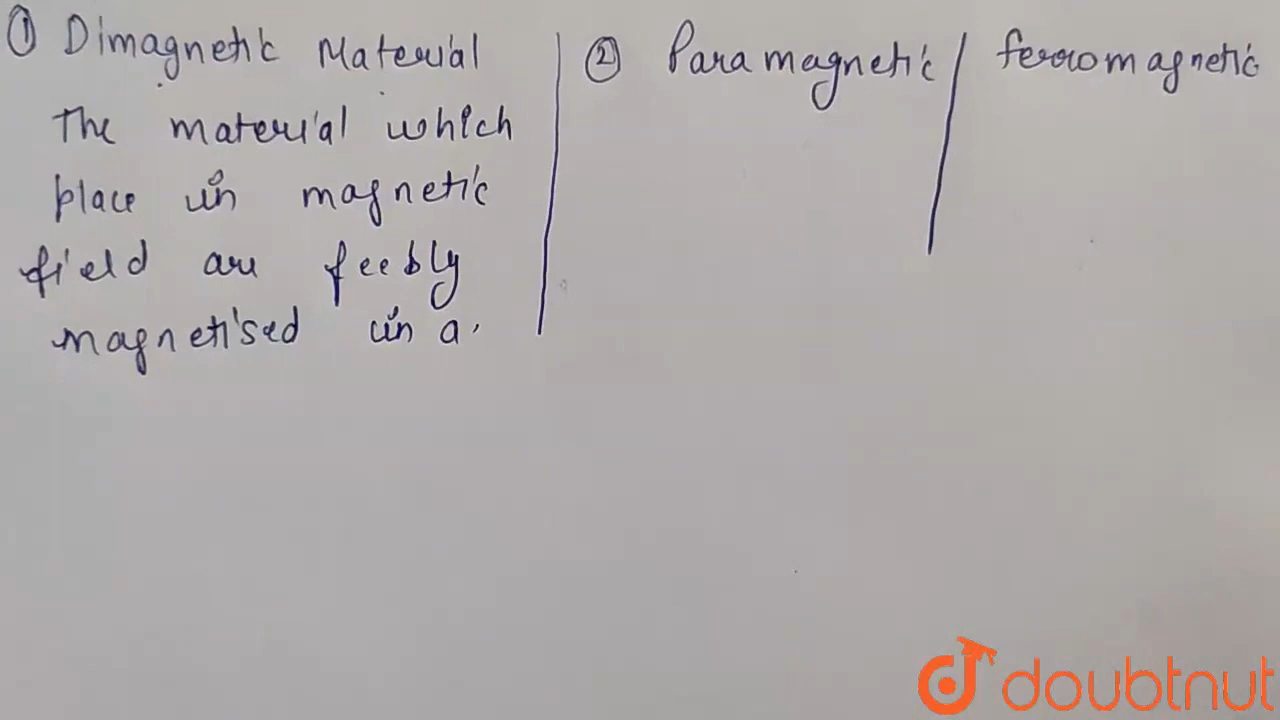 ① Dimagnetic Material
The material which
place in magnetic
field are feebly
magnetised in a
② Paramagnetic
ferromagnetic
doubtnut